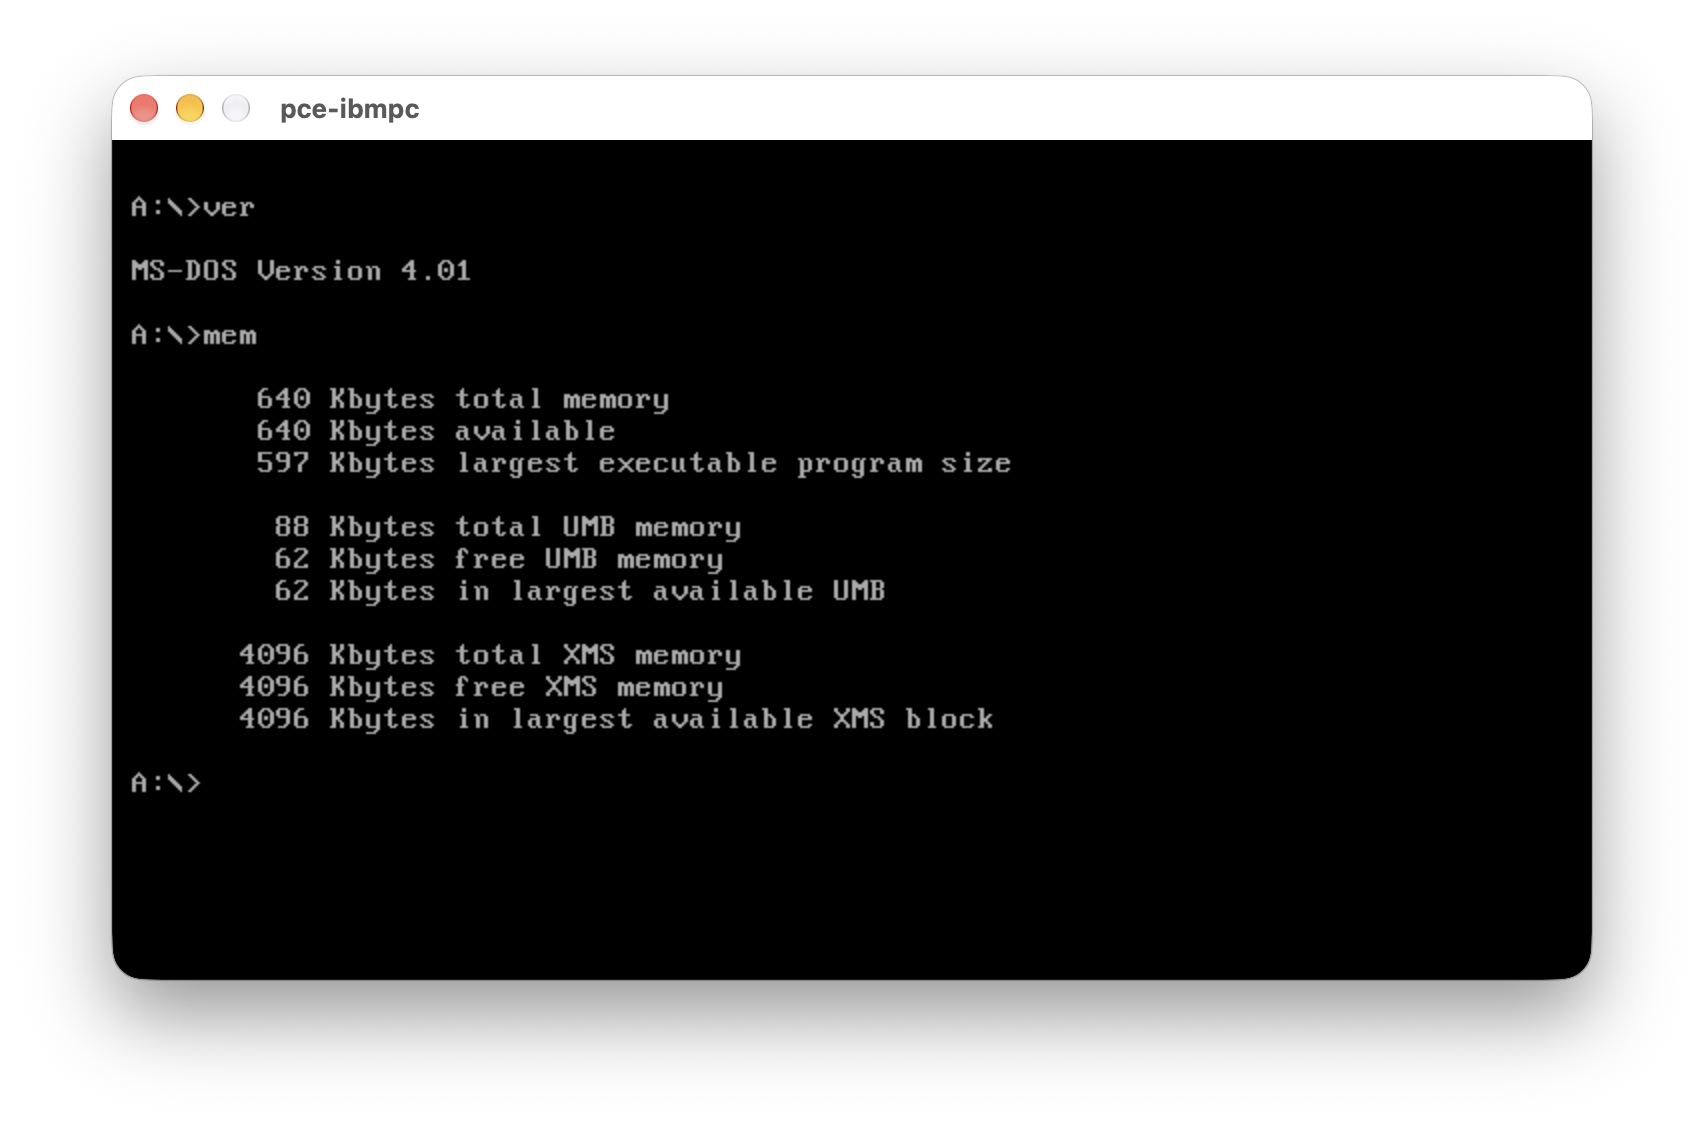 pce-ibmpc
A:\>ver
MS-DOS Version 4.01
A:\>mem
640 Kbytes total memory
640 Kbytes available
597 Kbytes largest executable program size
88 Kbytes total UMB memory
62 Kbytes free UMB memory
62 Kbytes in largest available UMB
4096 Kbytes total XMS memory
4096 Kbytes free XMS memory
4096 Kbytes in largest available XMS block
A:\>